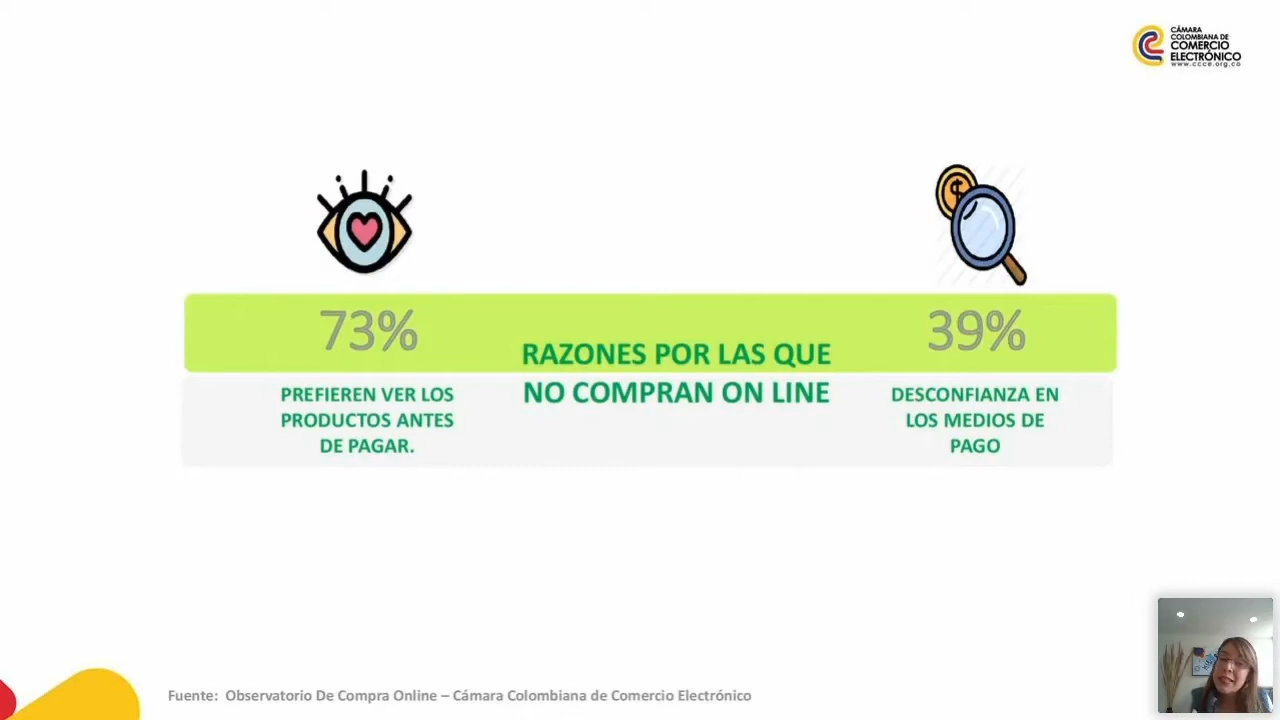 CÁMARA
COLOMBIANA DE
COMERCIO
ELECTRÓNICO
www.ccce.org.co
73%
39%
RAZONES POR LAS QUE
NO COMPRAN ON LINE
PREFIEREN VER LOS
PRODUCTOS ANTES
DE PAGAR.
DESCONFIANZA EN
LOS MEDIOS DE
PAGO
Fuente: Observatorio De Compra Online – Cámara Colombiana de Comercio Electrónico